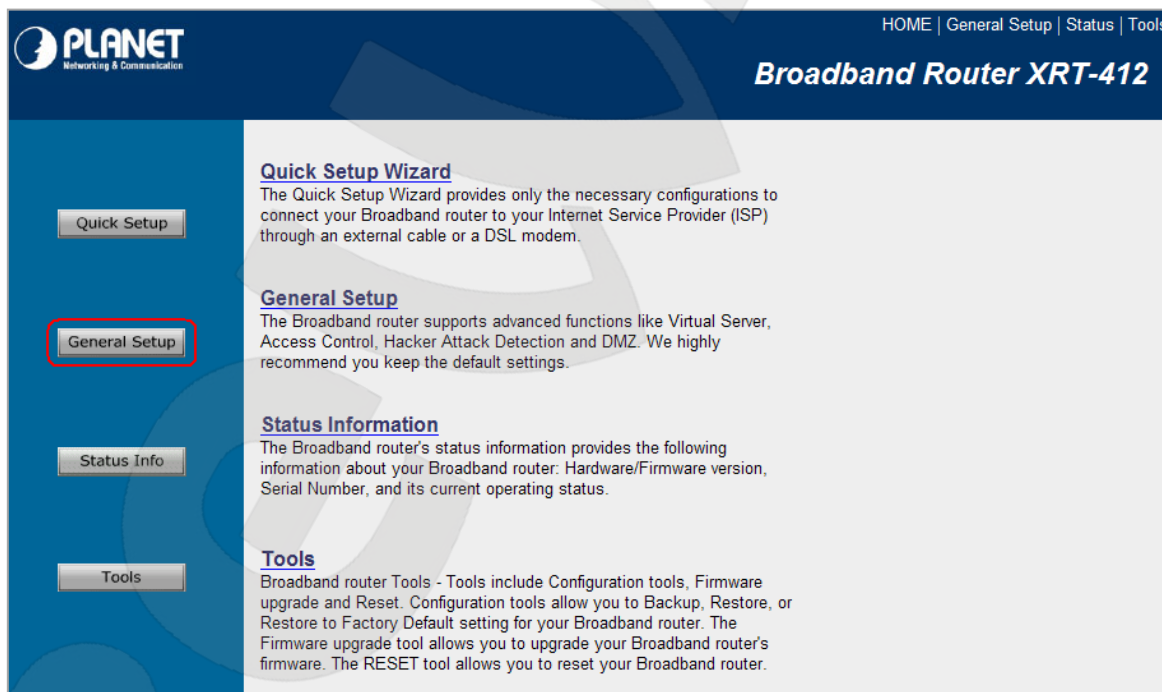 PLANET
Networking & Communication
HOME | General Setup | Status | Tools
Broadband Router XRT-412
Quick Setup
General Setup
Status Info
Tools
Quick Setup Wizard
The Quick Setup Wizard provides only the necessary configurations to
connect your Broadband router to your Internet Service Provider (ISP)
through an external cable or a DSL modem.
General Setup
The Broadband router supports advanced functions like Virtual Server,
Access Control, Hacker Attack Detection and DMZ. We highly
recommend you keep the default settings.
Status Information
The Broadband router's status information provides the following
information about your Broadband router: Hardware/Firmware version,
Serial Number, and its current operating status.
Tools
Broadband router Tools - Tools include Configuration tools, Firmware
upgrade and Reset. Configuration tools allow you to Backup, Restore, or
Restore to Factory Default setting for your Broadband router. The
Firmware upgrade tool allows you to upgrade your Broadband router's
firmware. The RESET tool allows you to reset your Broadband router.